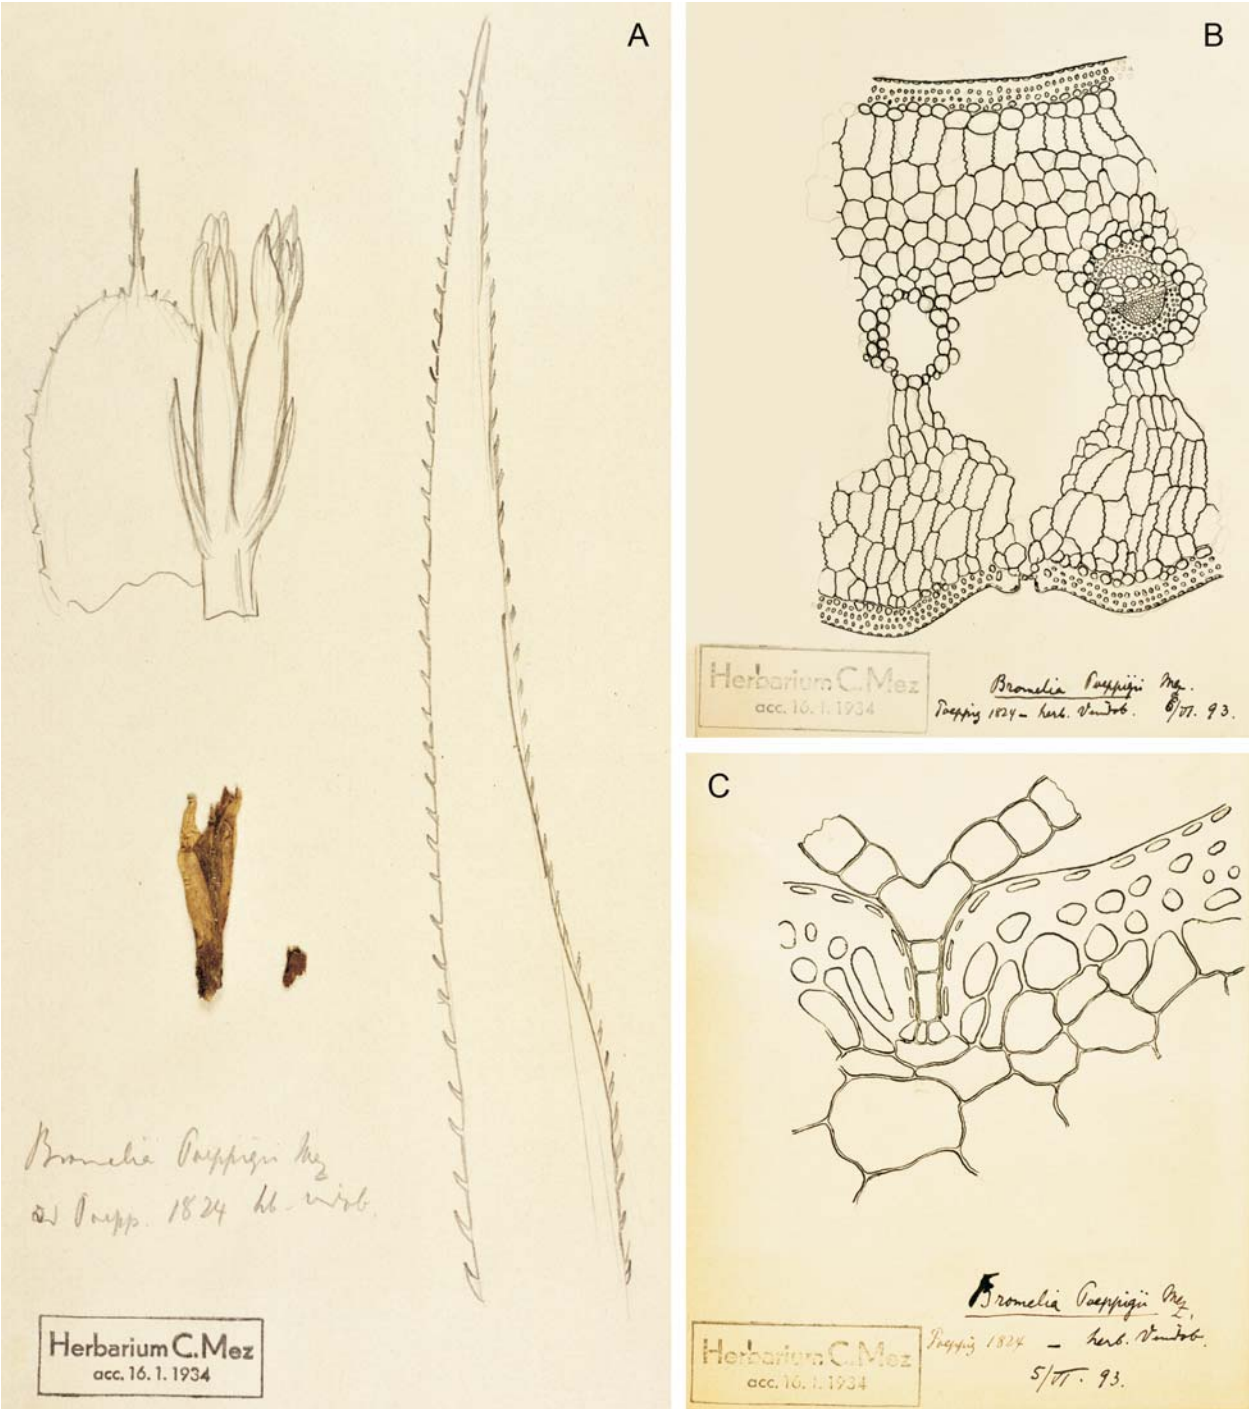 A
Bromelia Poeppigii Mez
ad Poepp. 1824 hb. Vindob.
Herbarium C.Mez
acc. 16. 1. 1934
B
Herbarium C.Mez
acc. 16. 1. 1934
Bromelia Poeppigii Mez.
Poeppig 1824 – herb. Vindob. 8/VI. 93.
C
Bromelia Poeppigii Mez.
Poeppig 1824 – herb. Vindob.
5/VI. 93.
Herbarium C.Mez
acc. 16. 1. 1934